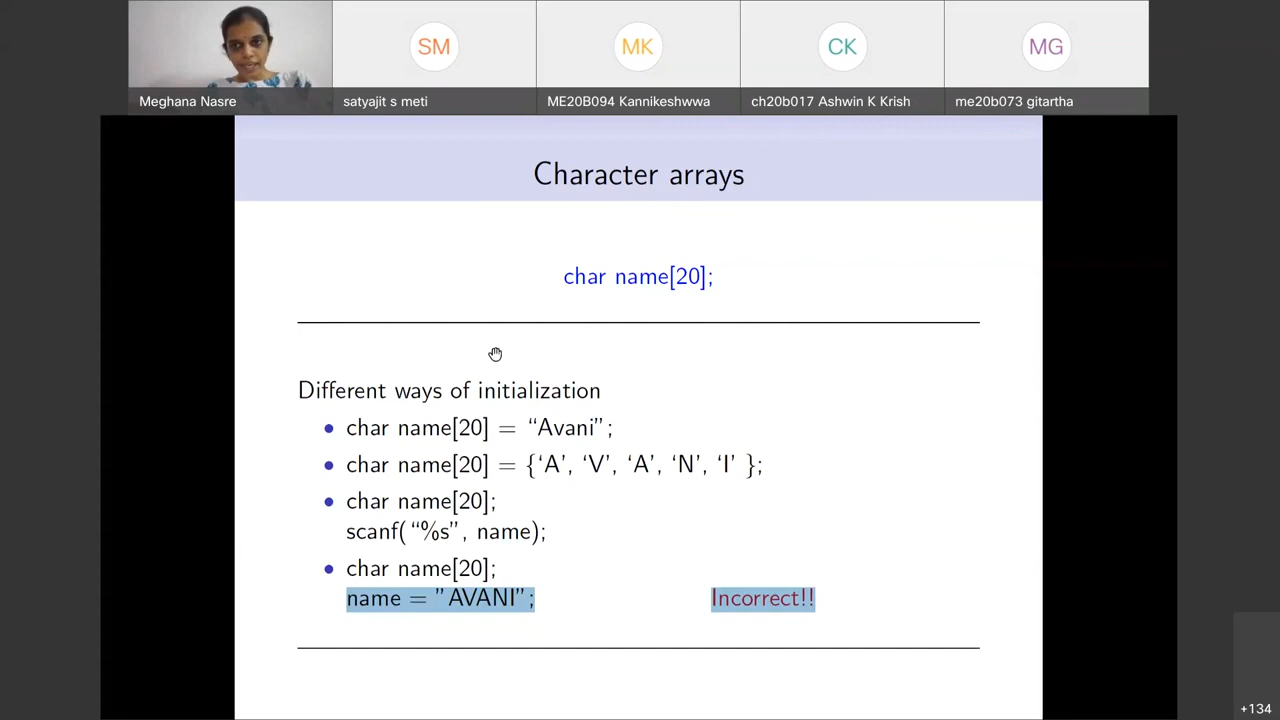 SM
MK
CK
MG
Meghana Nasre
satyajit s meti
ME20B094 Kannikeshwwa
ch20b017 Ashwin K Krish
me20b073 gitartha
Character arrays
char name[20];
Different ways of initialization
• char name[20] = “Avani”;
• char name[20] = {‘A’, ‘V’, ‘A’, ‘N’, ‘I’ };
• char name[20];
scanf(“%s”, name);
• char name[20];
name = ”AVANI”; Incorrect!!
+134